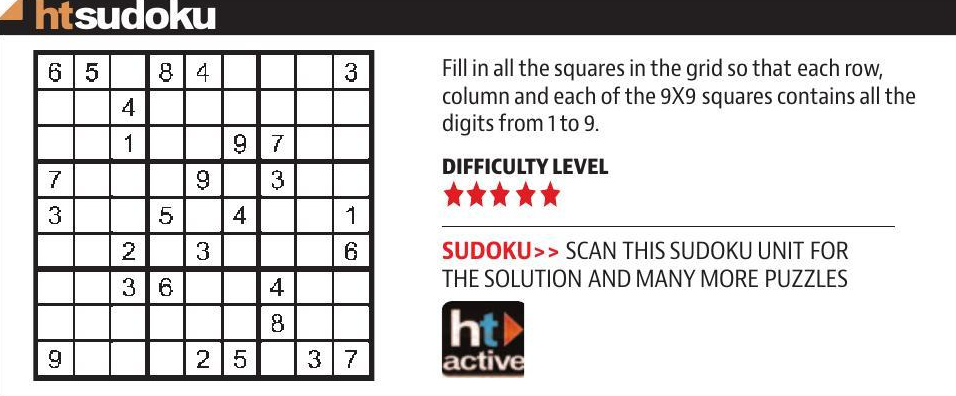 htsudoku
6 5 8 4 3
4
1 9 7
7 9 3
3 5 4 1
2 3 6
3 6 4
8
9 2 5 3 7
Fill in all the squares in the grid so that each row,
column and each of the 9X9 squares contains all the
digits from 1 to 9.
DIFFICULTY LEVEL
SUDOKU>> SCAN THIS SUDOKU UNIT FOR
THE SOLUTION AND MANY MORE PUZZLES
ht
active